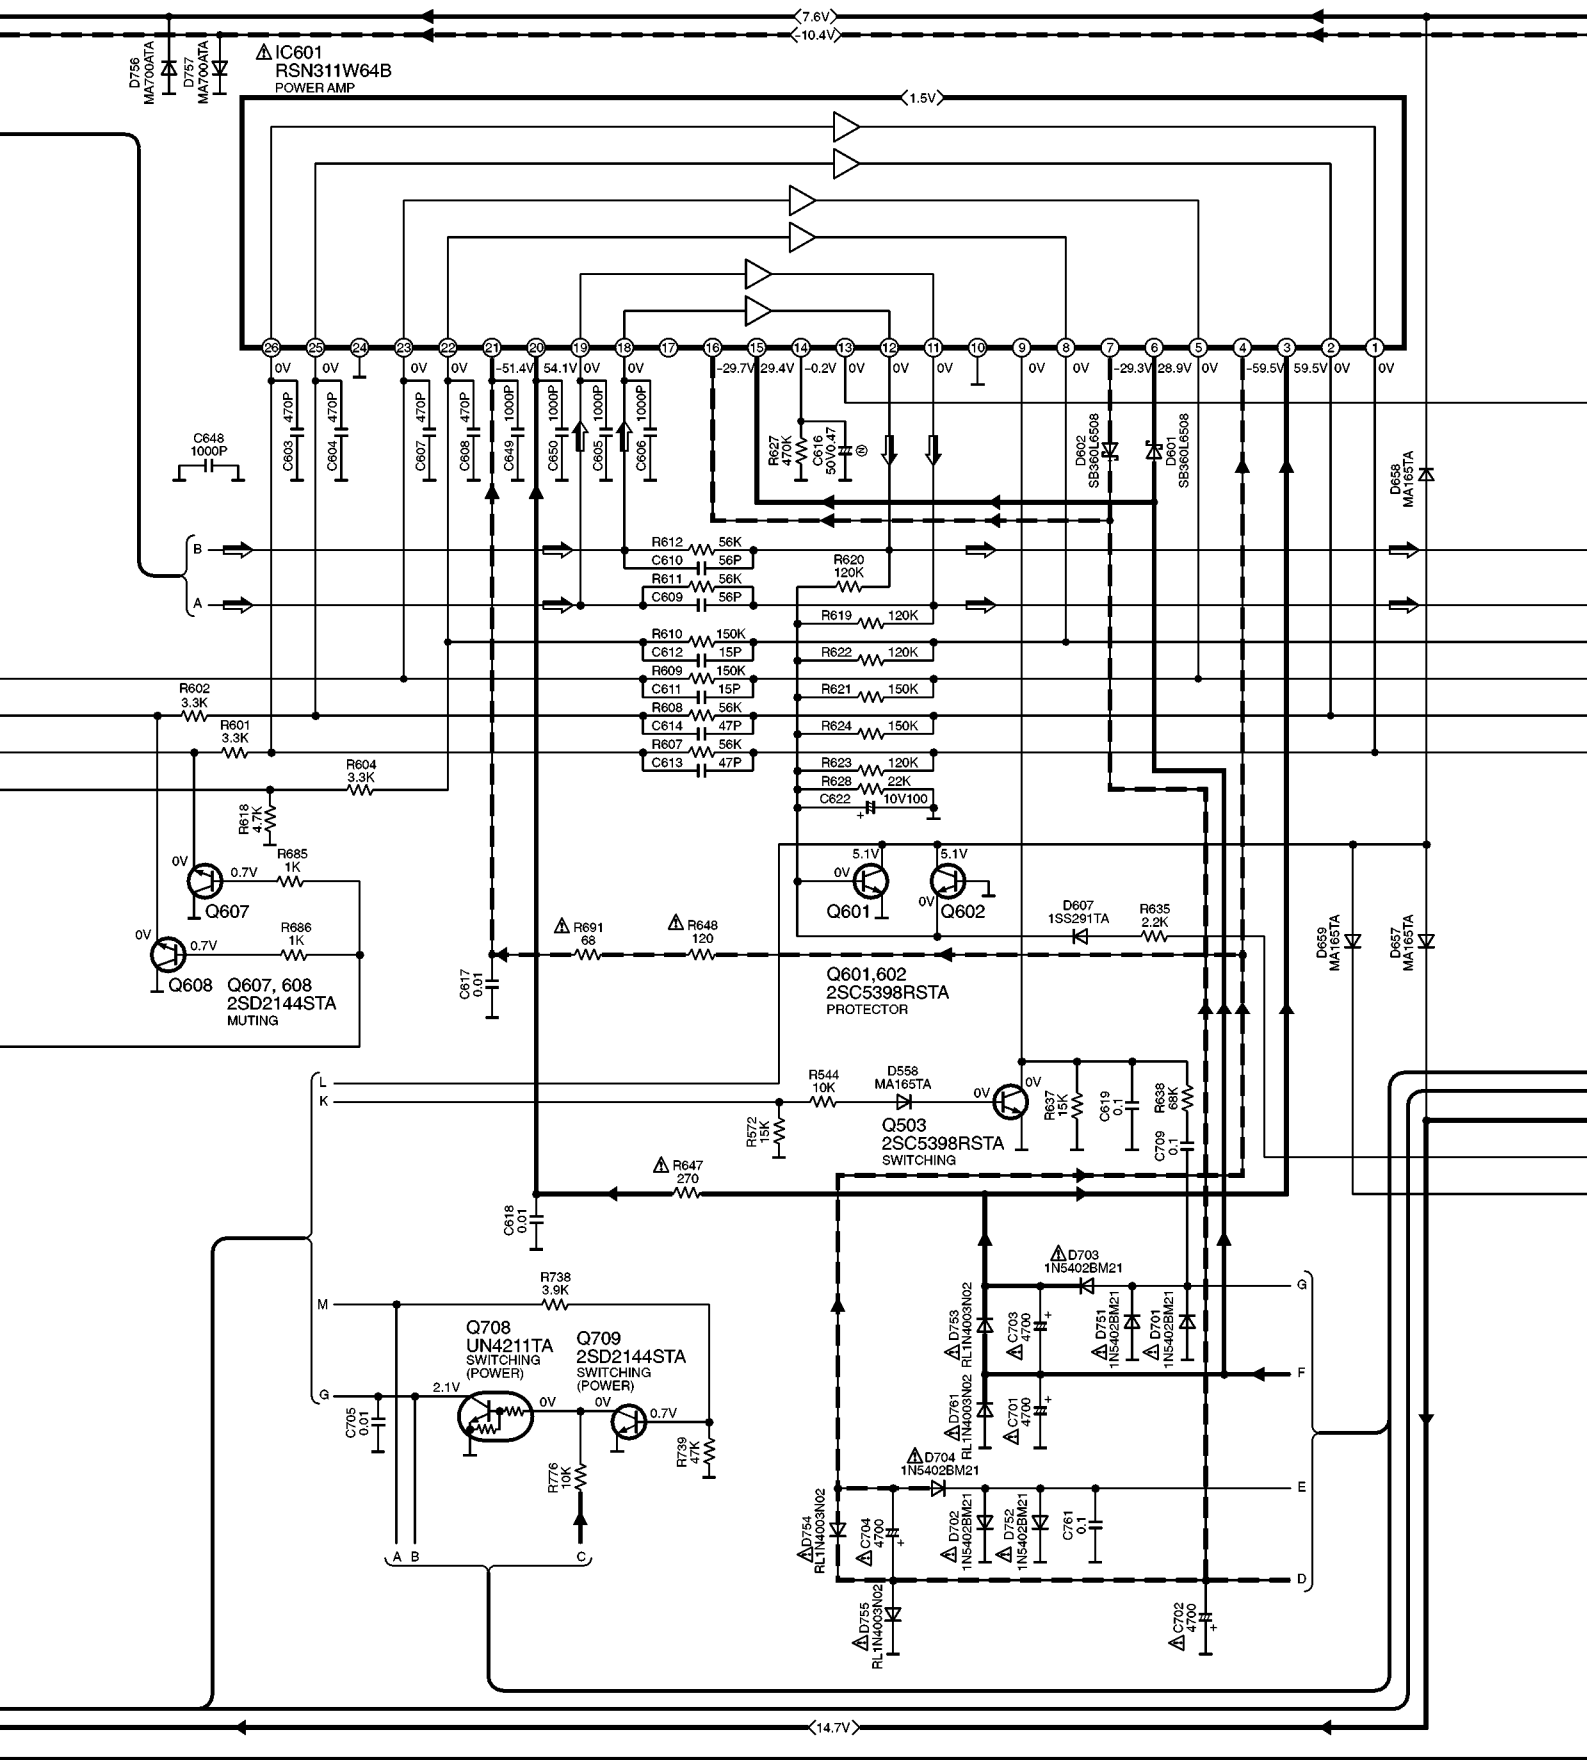 7.6V
-10.4V
D756
MA700ATA
D757
MA700ATA
IC601
RSN311W64B
POWER AMP
1.5V
26 25 24 23 22 21 20 19 18 17 16 15 14 13 12 11 10 9 8 7 6 5 4 3 2 1
0V 0V 0V 0V -51.4V 54.1V 0V 0V -29.7V 29.4V -0.2V 0V 0V 0V 0V 0V -29.3V 28.9V 0V -59.5V 59.5V 0V 0V
C603 470P
C604 470P
C607 470P
C608 470P
C649 1000P
C650 1000P
C605 1000P
C606 1000P
C648
1000P
R627
470K
C616
50V0.47
D602
SB360L6508
D601
SB360L6508
D658
MA165TA
B
A
R612 56K
C610 56P
R611 56K
C609 56P
R610 150K
C612 15P
R609 150K
C611 15P
R608 56K
C614 47P
R607 56K
C613 47P
R620
120K
R619 120K
R622 120K
R621 150K
R624 150K
R623 120K
R628 22K
C622 10V100
+
R602
3.3K
R601
3.3K
R604
3.3K
R618
4.7K
0V
0.7V
R685
1K
Q607
0V
0.7V
R686
1K
Q608
Q607, 608
2SD2144STA
MUTING
5.1V
5.1V
0V
0V
Q601
Q602
D607
1SS291TA
R635
2.2K
D659
MA165TA
D657
MA165TA
R691
68
R648
120
C617
0.01
Q601,602
2SC5398RSTA
PROTECTOR
L
K
R544
10K
D558
MA165TA
R572
15K
0V
0V
Q503
2SC5398RSTA
SWITCHING
R637
15K
C619
0.1
R638
68K
C709
0.1
R647
270
C618
0.01
M
R738
3.9K
Q708
UN4211TA
SWITCHING
(POWER)
Q709
2SD2144STA
SWITCHING
(POWER)
G
2.1V
0V
0V
0.7V
C705
0.01
R776
10K
R739
47K
A B C
D703
1N5402BM21
G
D753
RL1N4003N02
C703
4700
+
D751
1N5402BM21
D701
1N5402BM21
F
D761
RL1N4003N02
C701
4700
+
D704
1N5402BM21
E
D754
RL1N4003N02
C704
4700
+
D702
1N5402BM21
D752
1N5402BM21
C761
0.1
D
D755
RL1N4003N02
C702
4700
+
14.7V